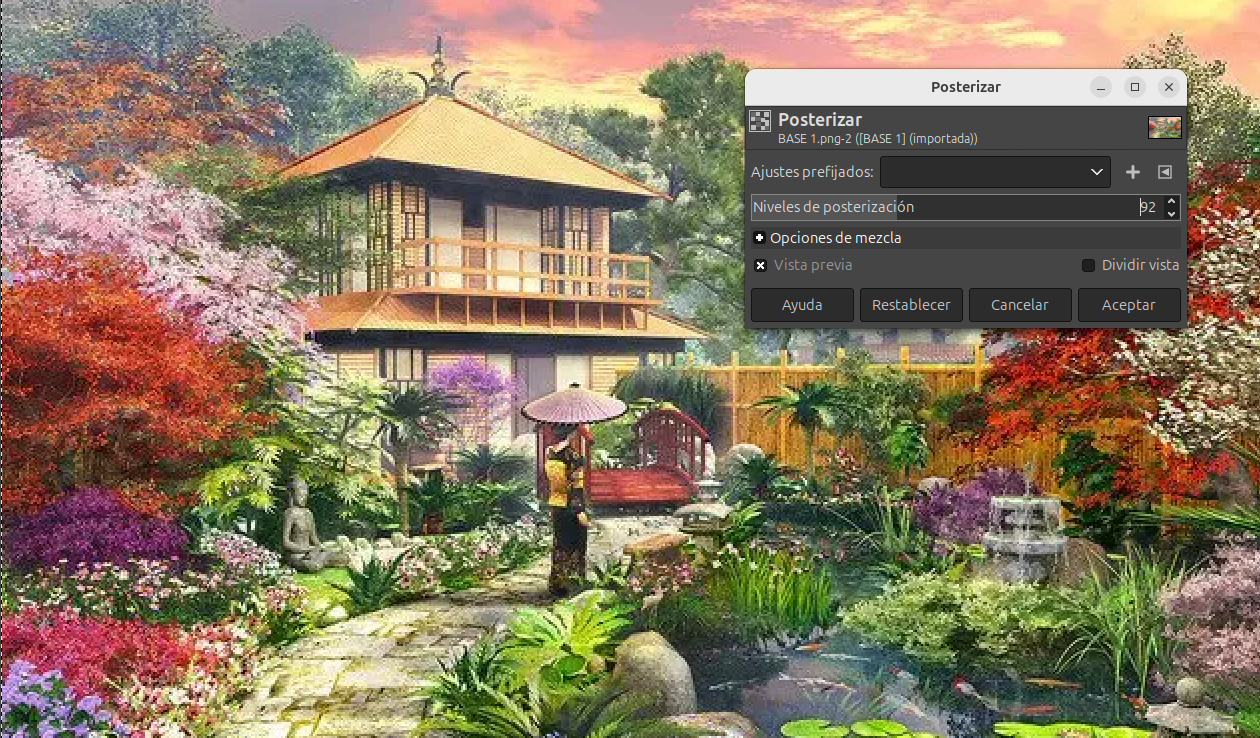 Posterizar
Posterizar
BASE 1.png-2 ([BASE 1] (importada))
Ajustes prefijados:
Niveles de posterización 92
Opciones de mezcla
Vista previa Dividir vista
Ayuda Restablecer Cancelar Aceptar